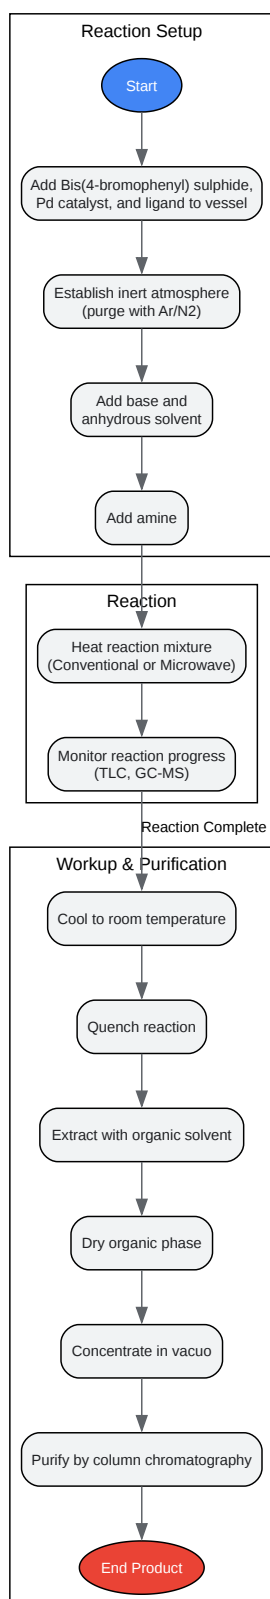 Reaction Setup
Start
Add Bis(4-bromophenyl) sulphide,
Pd catalyst, and ligand to vessel
Establish inert atmosphere
(purge with Ar/N2)
Add base and
anhydrous solvent
Add amine
Reaction
Heat reaction mixture
(Conventional or Microwave)
Monitor reaction progress
(TLC, GC-MS)
Reaction Complete
Workup & Purification
Cool to room temperature
Quench reaction
Extract with organic solvent
Dry organic phase
Concentrate in vacuo
Purify by column chromatography
End Product